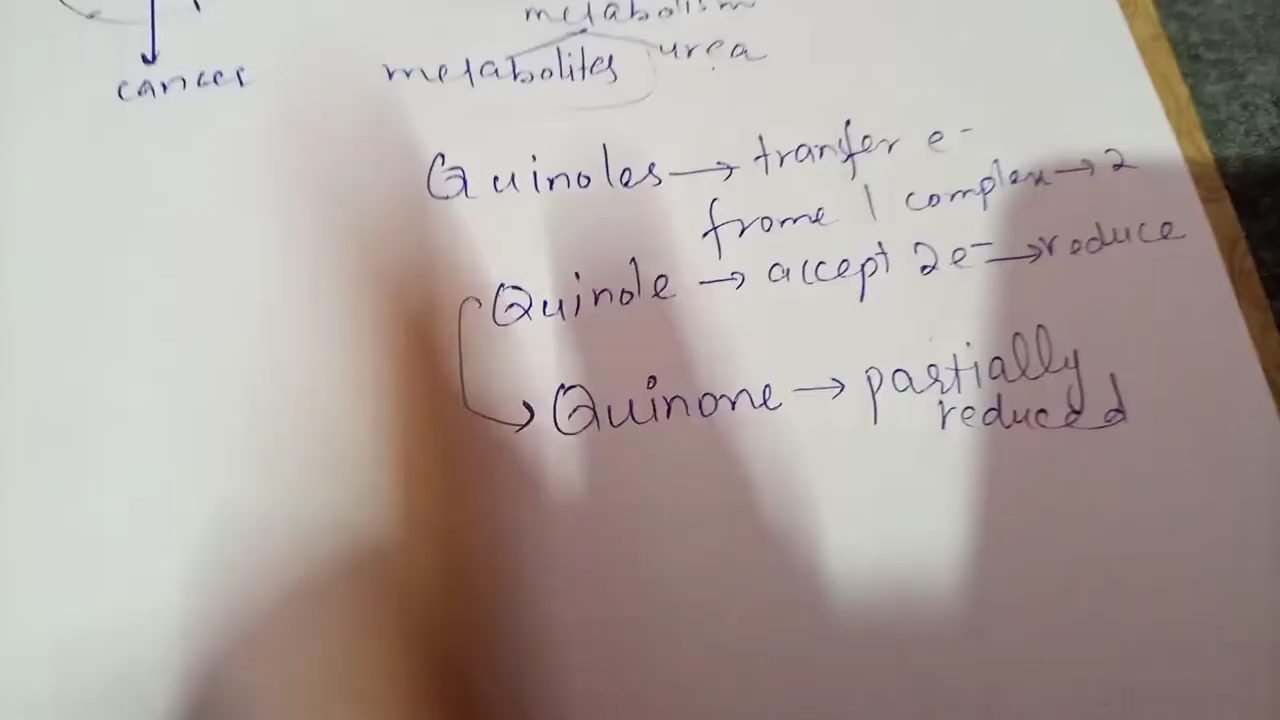 metabolism
cancer
metabolites urea
Quinoles → transfer e-
frome 1 complex → 2
Quinole → accept 2e- → reduce
Quinone → partially
reduced